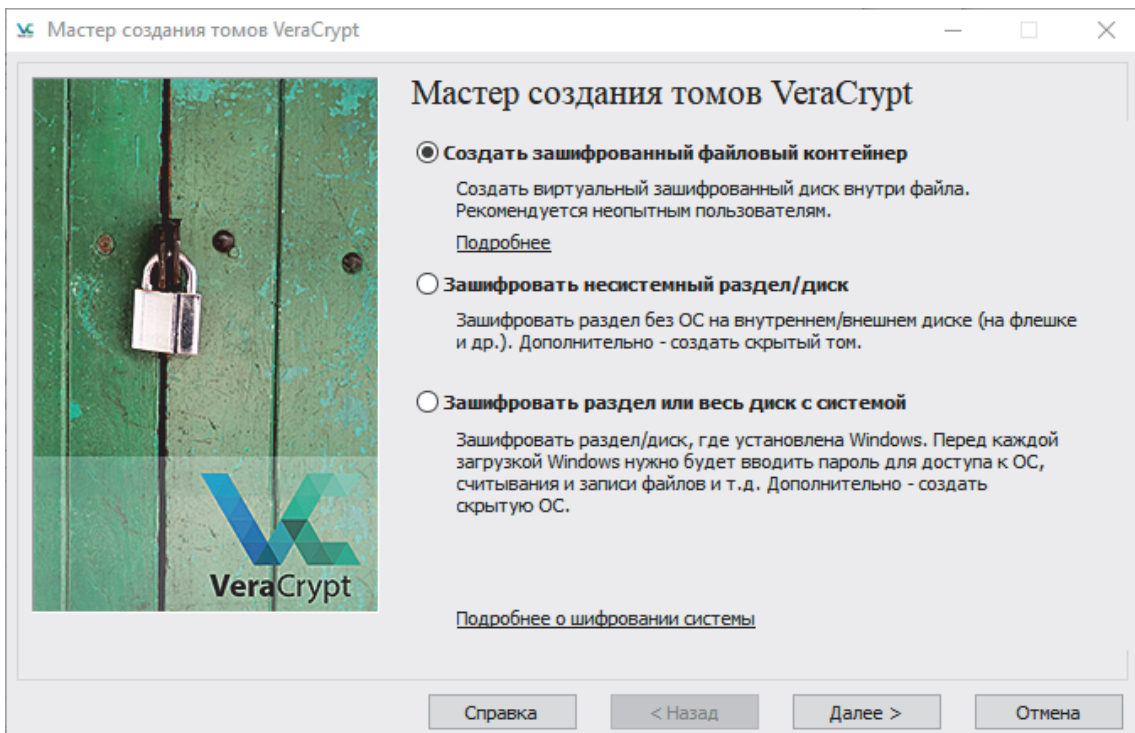 Мастер создания томов VeraCrypt
Мастер создания томов VeraCrypt
Создать зашифрованный файловый контейнер
Создать виртуальный зашифрованный диск внутри файла.
Рекомендуется неопытным пользователям.
Подробнее
Зашифровать несистемный раздел/диск
Зашифровать раздел без ОС на внутреннем/внешнем диске (на флешке
и др.). Дополнительно - создать скрытый том.
Зашифровать раздел или весь диск с системой
Зашифровать раздел/диск, где установлена Windows. Перед каждой
загрузкой Windows нужно будет вводить пароль для доступа к ОС,
считывания и записи файлов и т.д. Дополнительно - создать
скрытую ОС.
VeraCrypt
Подробнее о шифровании системы
Справка
< Назад
Далее >
Отмена